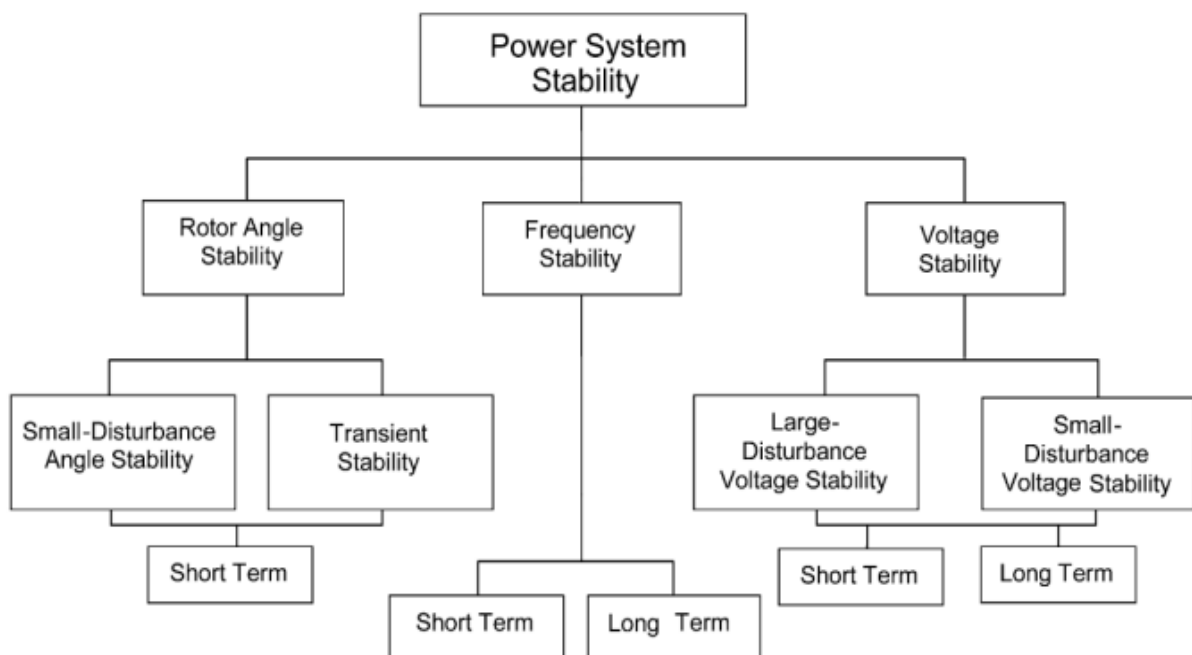 Power System
Stability
Rotor Angle
Stability
Frequency
Stability
Voltage
Stability
Small-Disturbance
Angle Stability
Transient
Stability
Large-
Disturbance
Voltage Stability
Small-
Disturbance
Voltage Stability
Short Term
Short Term
Long Term
Short Term
Long Term